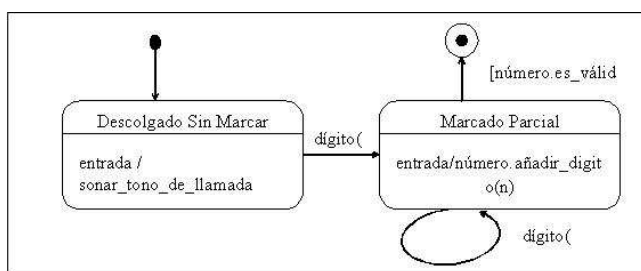 [número.es_válid
Descolgado Sin Marcar
entrada /
sonar_tono_de_llamada
dígito(
Marcado Parcial
entrada/número.añadir_digit
o(n)
dígito(